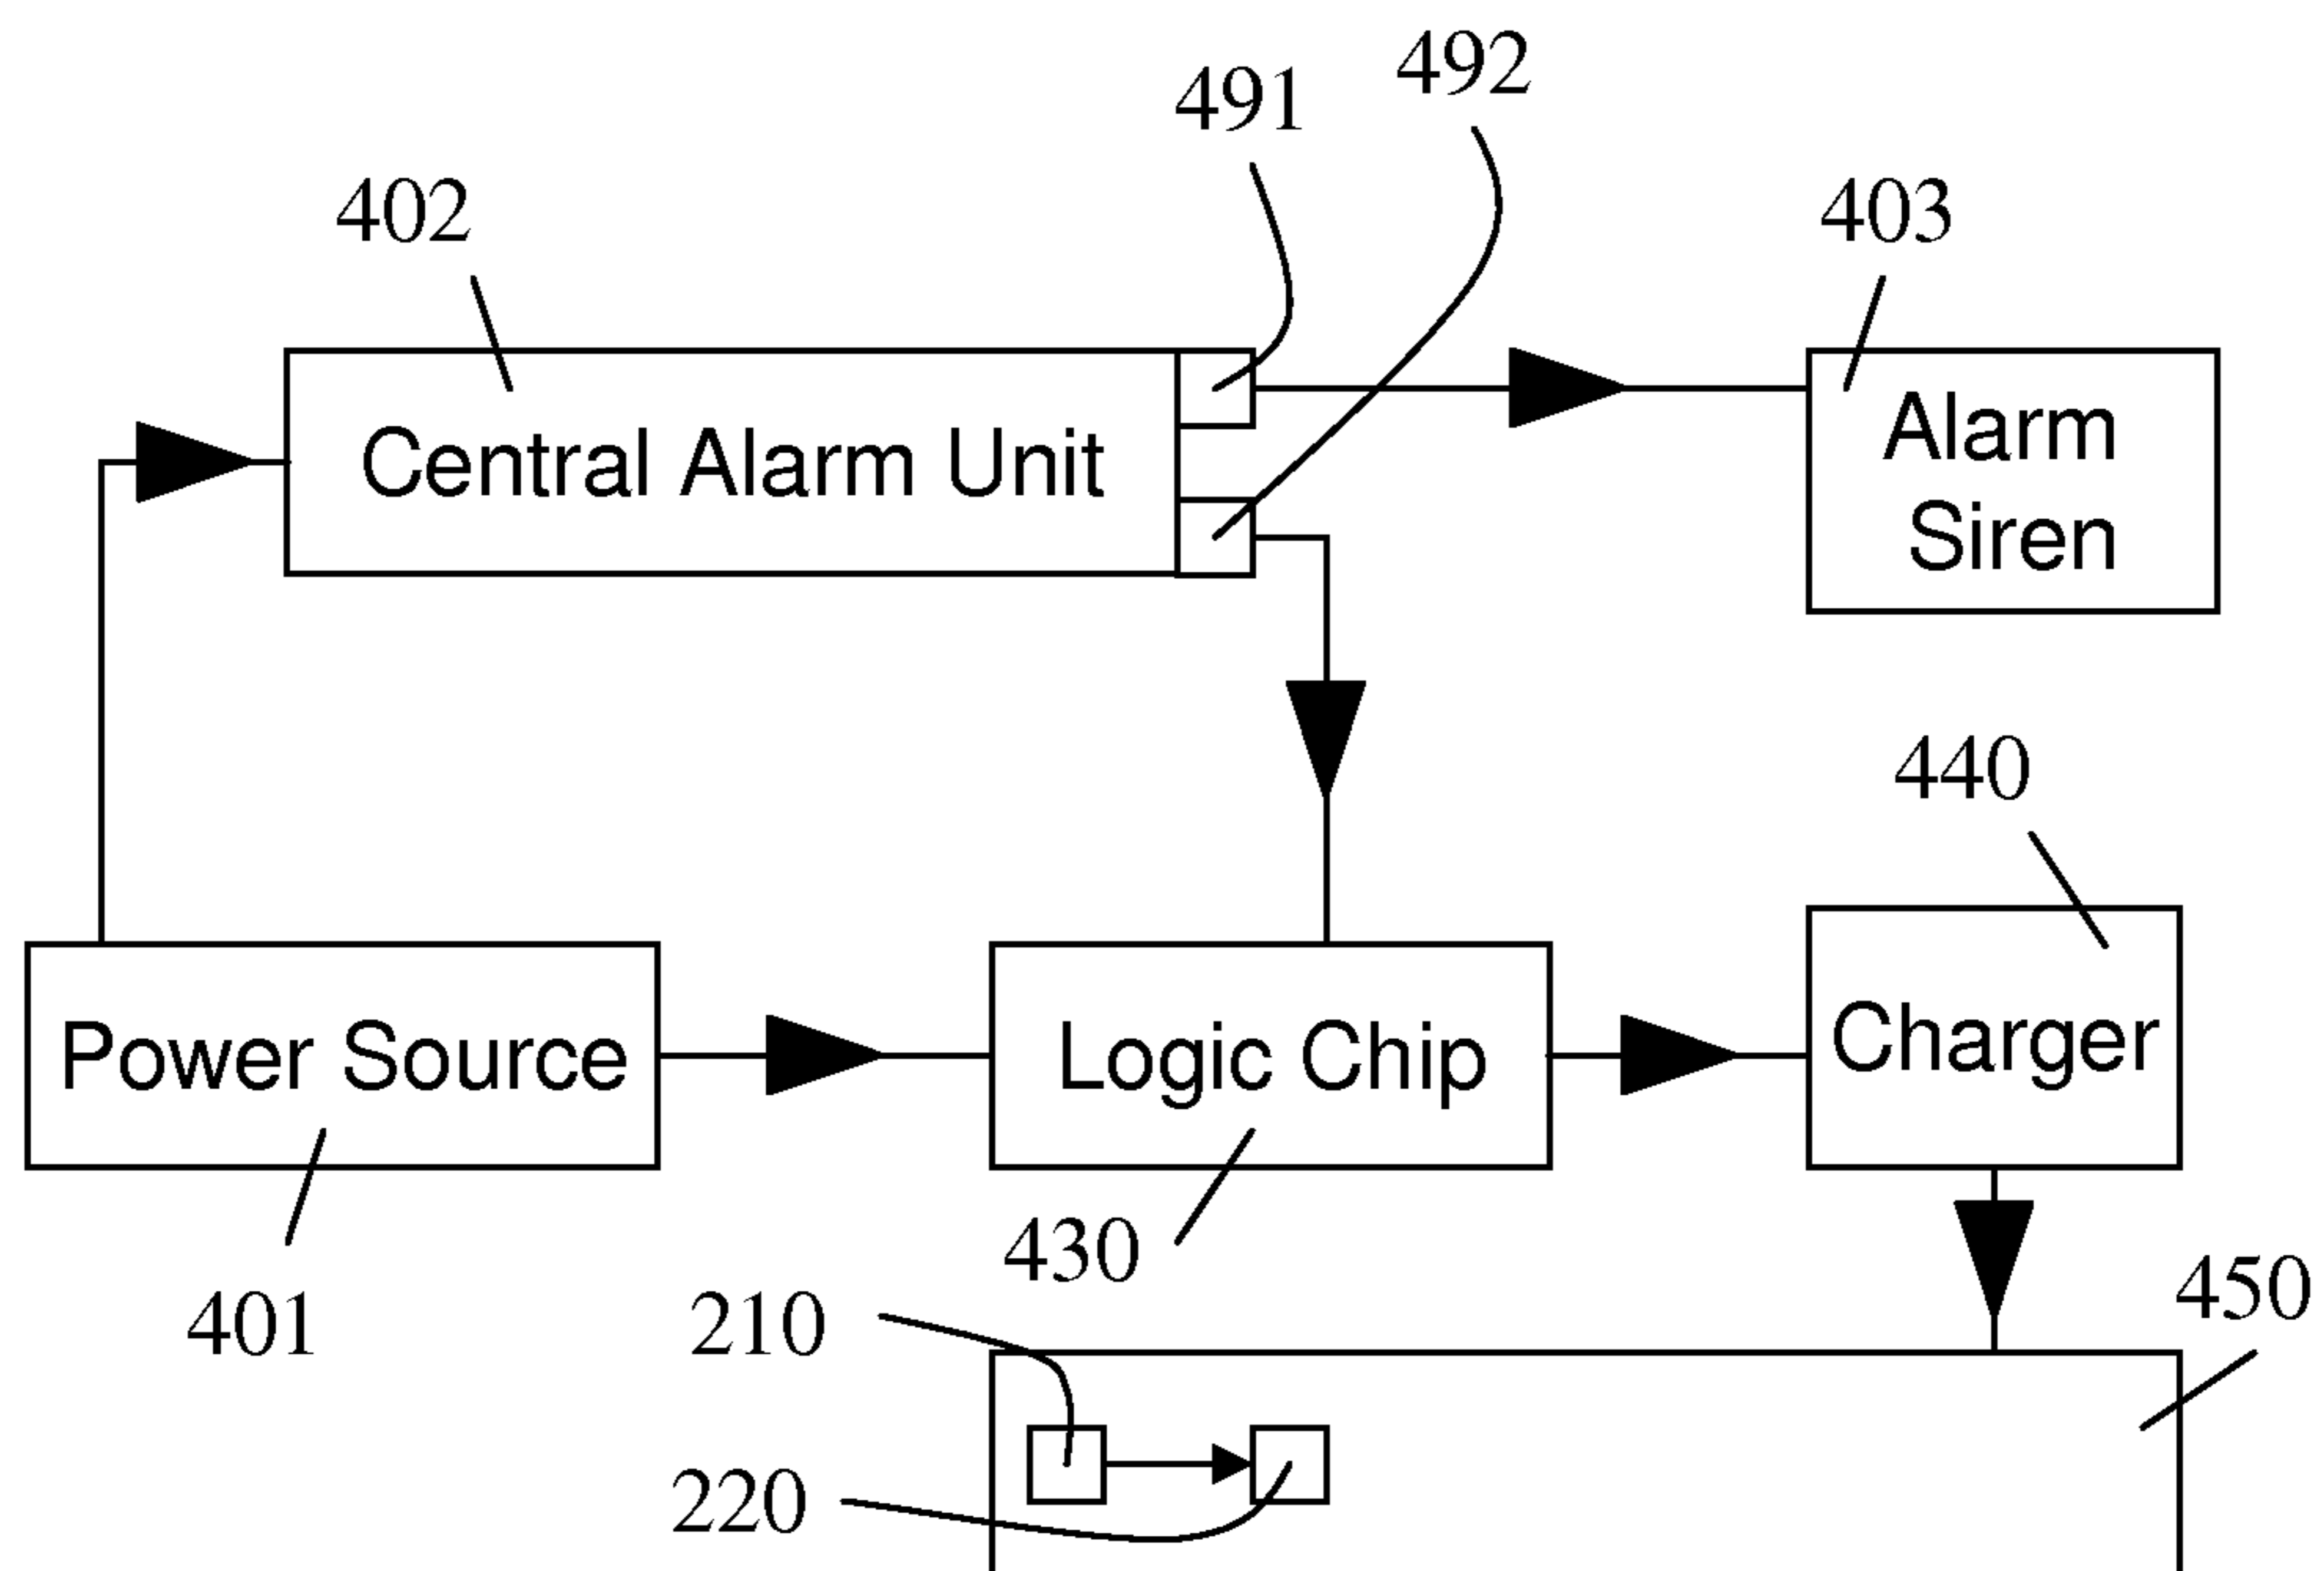 492
491
402
403
Central Alarm Unit
Alarm
Siren
440
Power Source
Logic Chip
Charger
430
450
401
210
220